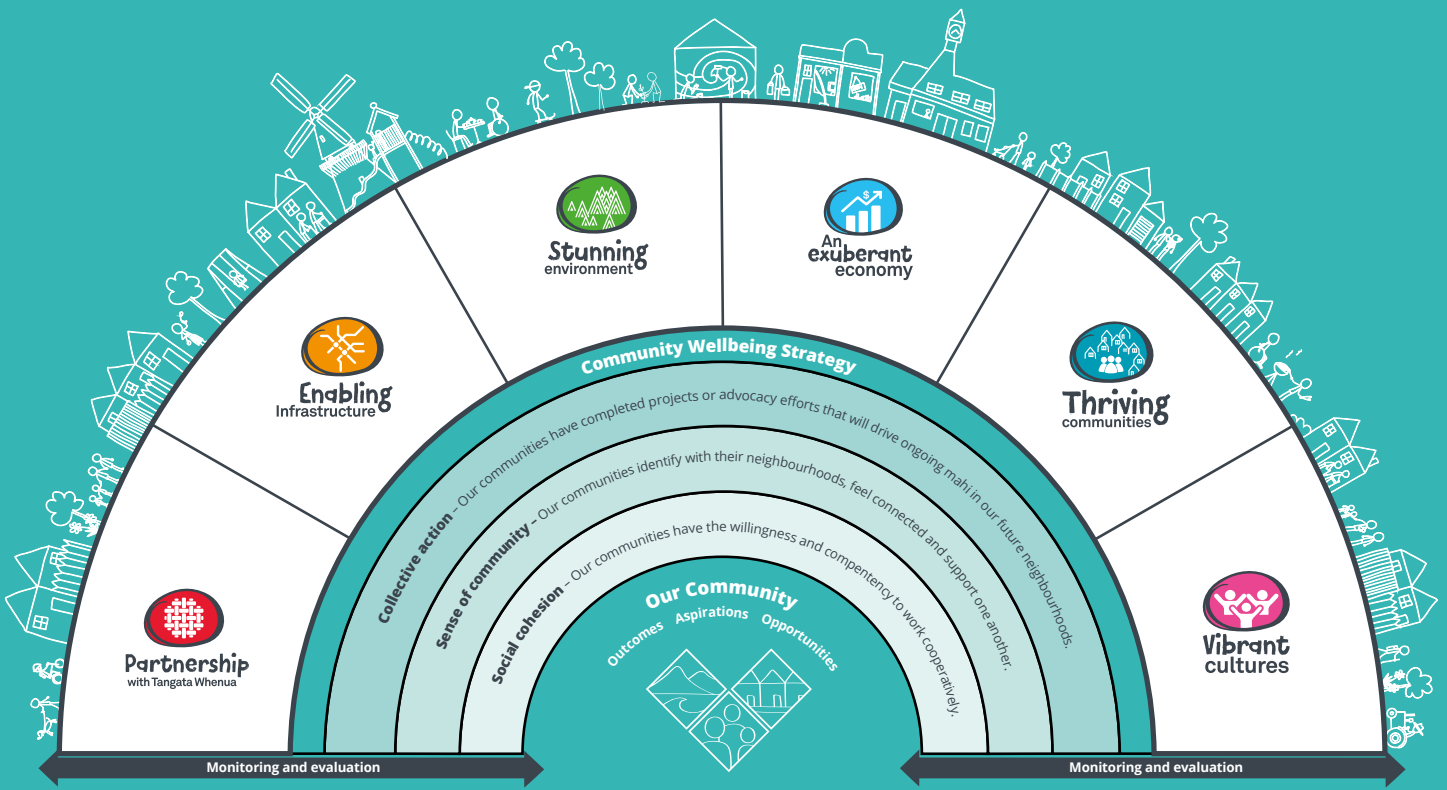 Stunning
environment
An
exuberant
economy
Enabling
Infrastructure
Thriving
communities
Partnership
with Tangata Whenua
Vibrant
cultures
$
Community Wellbeing Strategy
Collective action – Our communities have completed projects or advocacy efforts that will drive ongoing mahi in our future neighbourhoods.
Sense of community – Our communities identify with their neighbourhoods, feel connected and support one another.
Social cohesion – Our communities have the willingness and compentency to work cooperatively.
Our Community
Outcomes Aspirations Opportunities
Monitoring and evaluation
Monitoring and evaluation